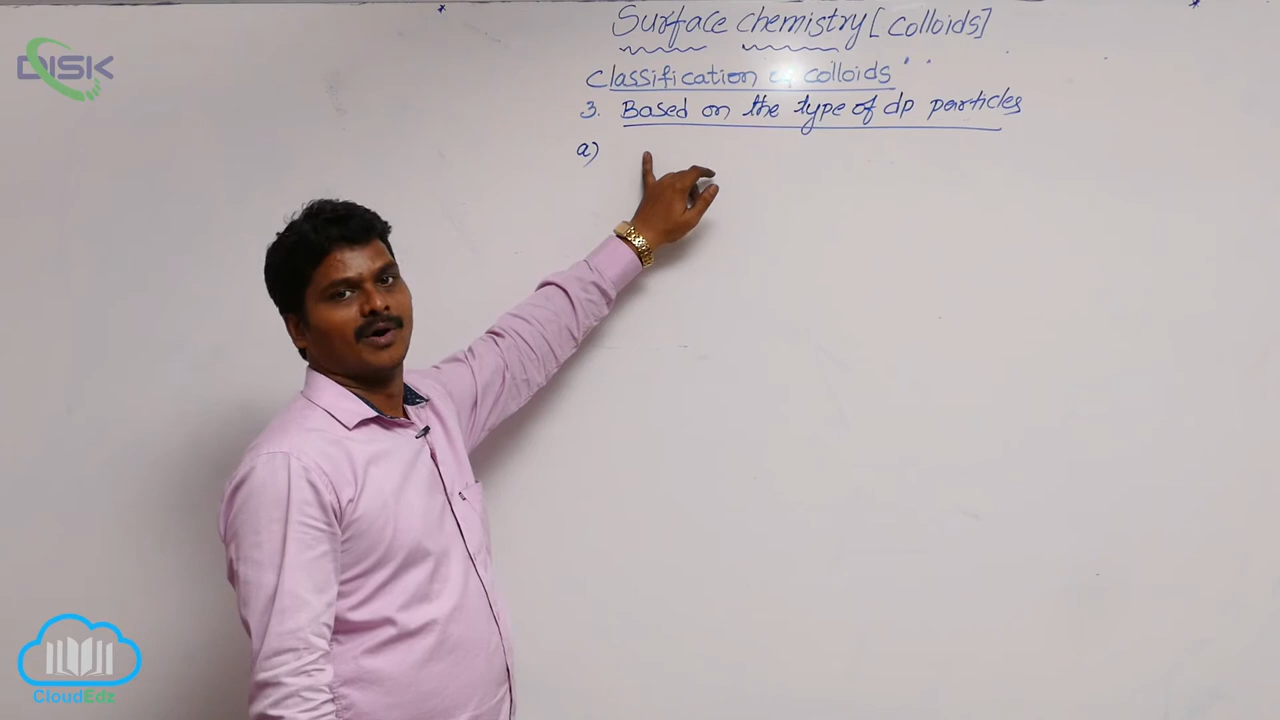 Surface chemistry [colloids]
Classification of colloids
3. Based on the type of dp particles
a)
DISK
CloudEdz